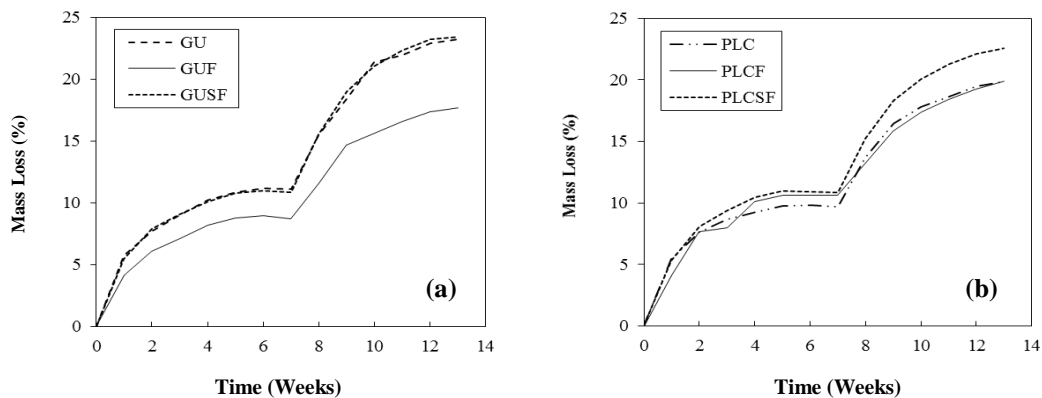 25
20
15
10
5
0
Mass Loss (%)
GU
GUF
GUSF
(a)
0 2 4 6 8 10 12 14
Time (Weeks)
25
20
15
10
5
0
Mass Loss (%)
PLC
PLCF
PLCSF
(b)
0 2 4 6 8 10 12 14
Time (Weeks)